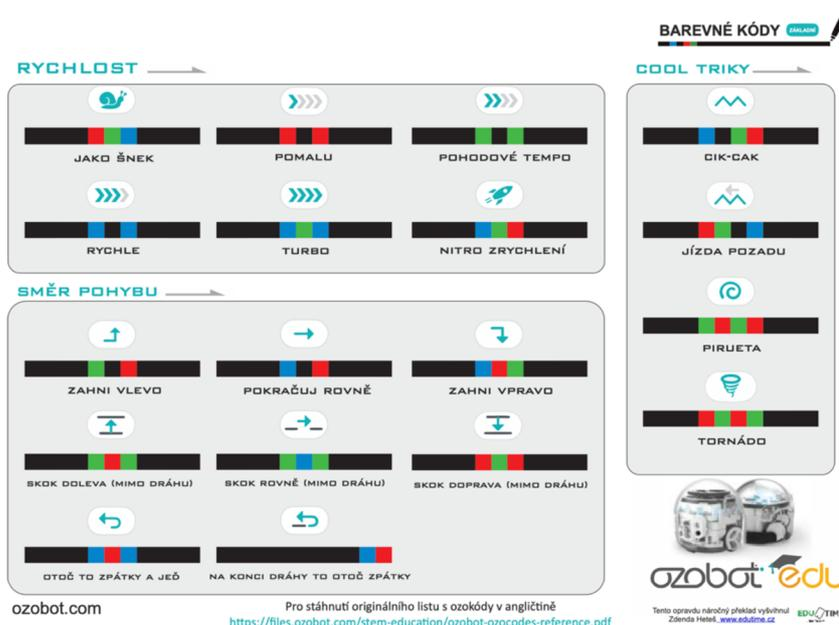 BAREVNÉ KÓDY ZÁKLADNÍ
RYCHLOST
JAKO ŠNEK
POMALU
POHODOVÉ TEMPO
RYCHLE
TURBO
NITRO ZRYCHLENÍ
SMĚR POHYBU
ZAHNI VLEVO
POKRAČUJ ROVNĚ
ZAHNI VPRAVO
SKOK DOLEVA (MIMO DRÁHU)
SKOK ROVNĚ (MIMO DRÁHU)
SKOK DOPRAVA (MIMO DRÁHU)
OTOČ TO ZPÁTKY A JEĎ
NA KONCI DRÁHY TO OTOČ ZPÁTKY
COOL TRIKY
CIK-CAK
JÍZDA POZADU
PIRUETA
TORNÁDO
ozobot edu
ozobot.com
Pro stáhnutí originálního listu s ozokódy v angličtině
https://files.ozobot.com/stem-education/ozobot-ozocodes-reference.pdf
Tento opravdu náročný překlad vyšvihnul
Zdenda Heteš, www.edutime.cz
EDU TIM